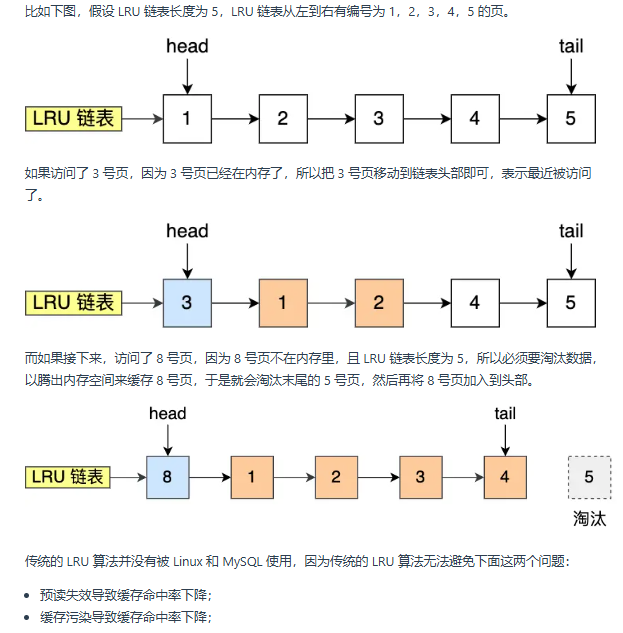 比如下图，假设 LRU 链表长度为 5，LRU 链表从左到右有编号为 1，2，3，4，5 的页。
head tail
LRU 链表 1 2 3 4 5
如果访问了 3 号页，因为 3 号页已经在内存了，所以把 3 号页移动到链表头部即可，表示最近被访问
了。
head tail
LRU 链表 3 1 2 4 5
而如果接下来，访问了 8 号页，因为 8 号页不在内存里，且 LRU 链表长度为 5，所以必须要淘汰数据，
以腾出内存空间来缓存 8 号页，于是就会淘汰末尾的 5 号页，然后再将 8 号页加入到头部。
head tail
LRU 链表 8 1 2 3 4 5
淘汰
传统的 LRU 算法并没有被 Linux 和 MySQL 使用，因为传统的 LRU 算法无法避免下面这两个问题：
• 预读失效导致缓存命中率下降；
• 缓存污染导致缓存命中率下降；